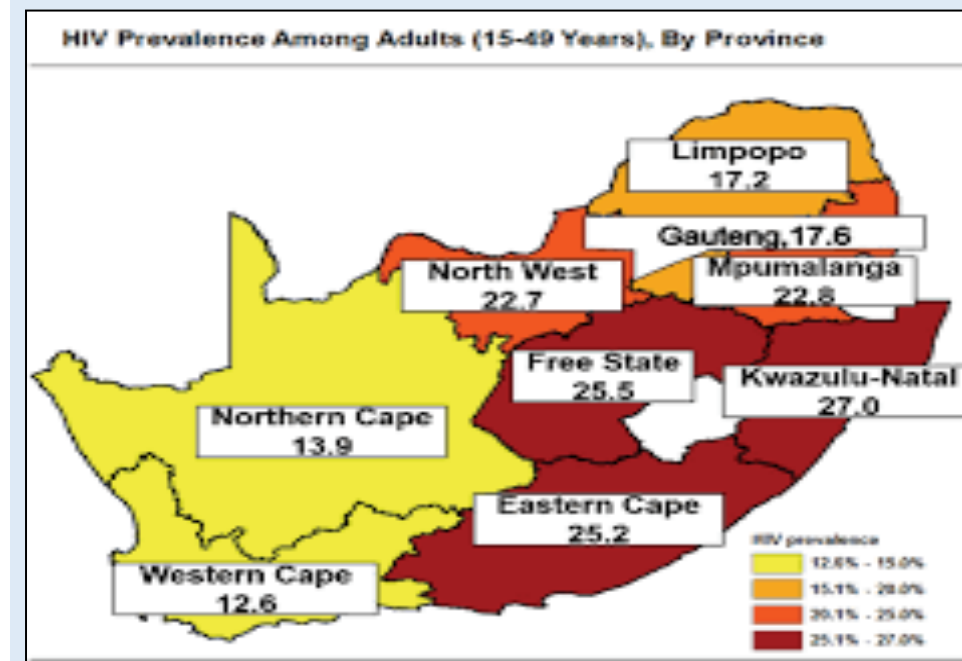 HIV Prevalence Among Adults (15-49 Years), By Province
Limpopo
17.2
Gauteng,17.6
North West
22.7
Mpumalanga
22.8
Free State
25.5
Kwazulu-Natal
27.0
Northern Cape
13.9
Eastern Cape
25.2
Western Cape
12.6
HIV prevalence
12.6% - 15.0%
15.1% - 20.0%
20.1% - 25.0%
25.1% - 27.0%